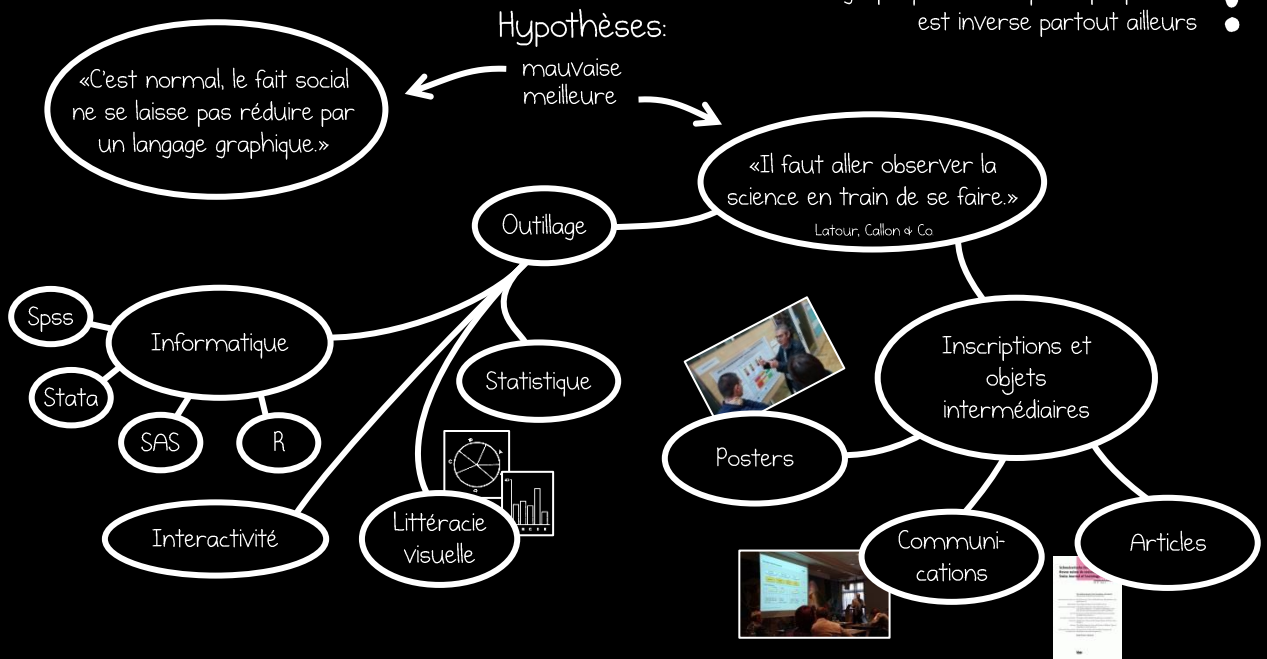 est inverse partout ailleurs
Hypothèses:
mauvaise
meilleure
«C'est normal, le fait social
ne se laisse pas réduire par
un langage graphique.»
«Il faut aller observer la
science en train de se faire.»
Latour, Callon & Co
Outillage
Spss
Informatique
Stata
SAS
R
Statistique
Interactivité
Littéracie
visuelle
Inscriptions et
objets
intermédiaires
Posters
Communi-
cations
Articles